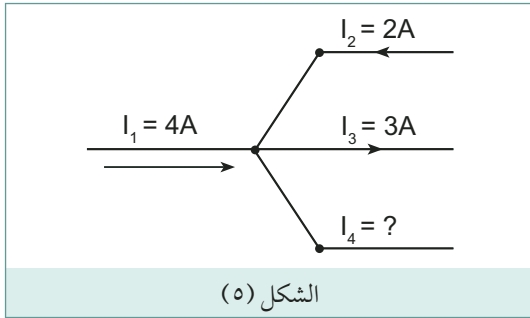 I₂ = 2A
I₁ = 4A
I₃ = 3A
I₄ = ?
الشكل (٥)